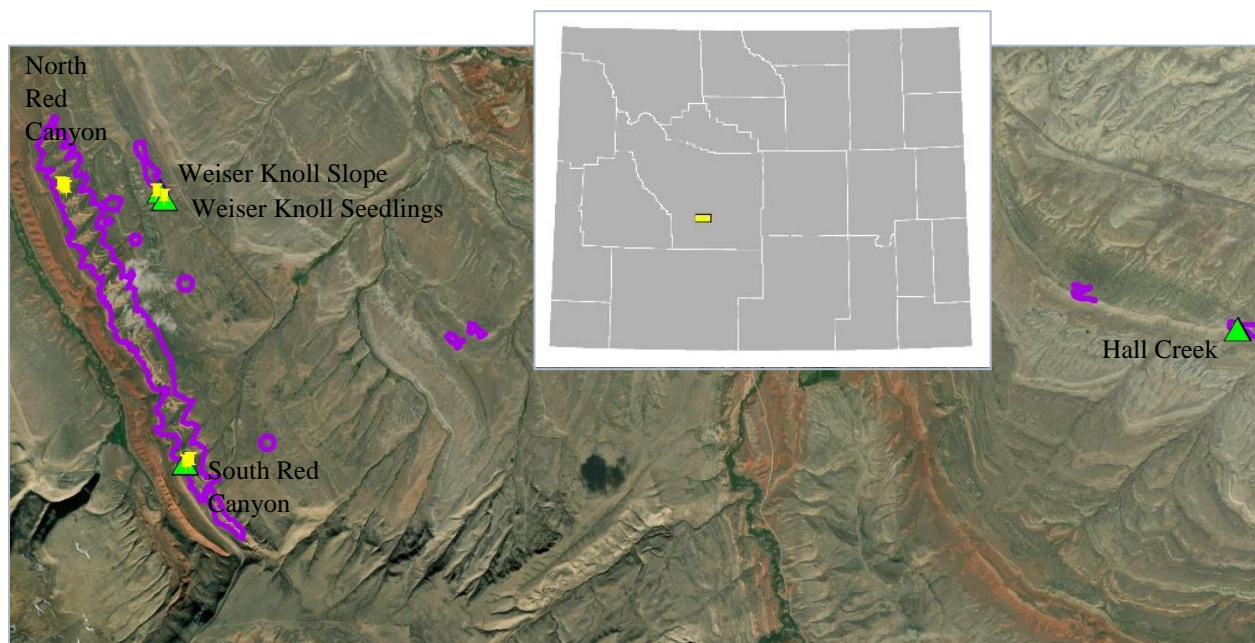 North
Red
Canyon
Weiser Knoll Slope
Weiser Knoll Seedlings
Hall Creek
South Red
Canyon